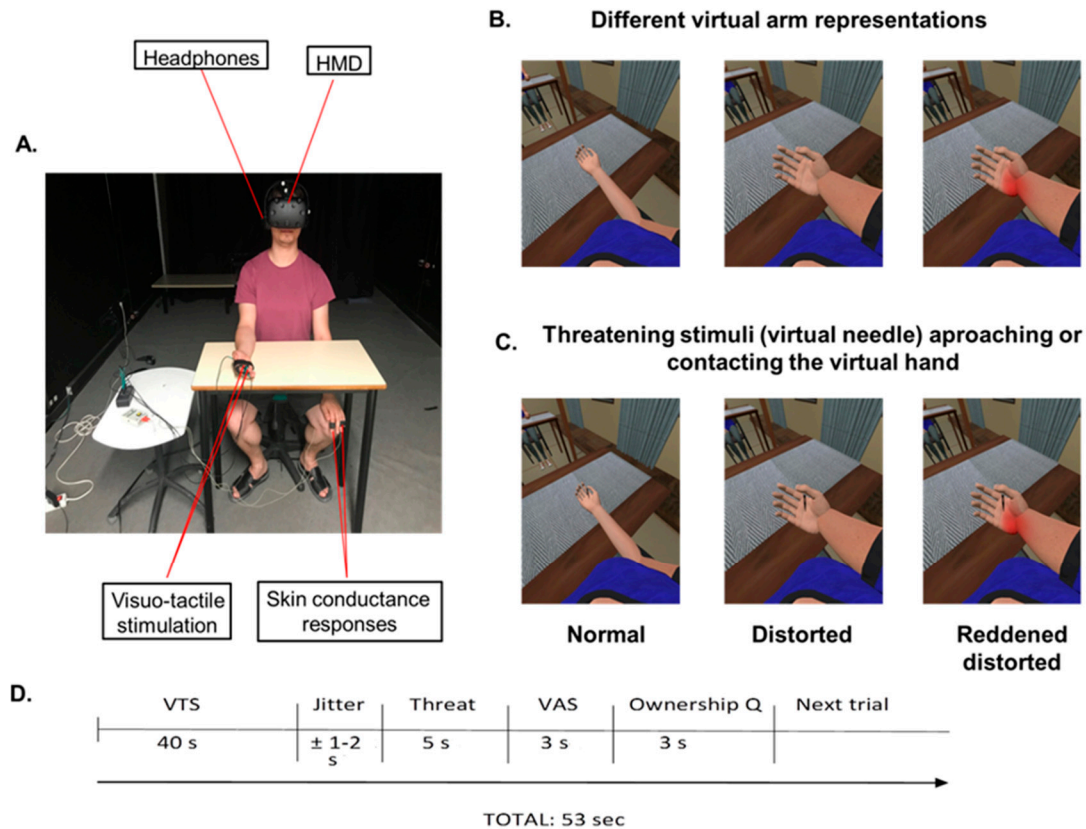 B.
Different virtual arm representations
Headphones
HMD
A.
C.
Threatening stimuli (virtual needle) aproaching or
contacting the virtual hand
Visuo-tactile
stimulation
Skin conductance
responses
Normal
Distorted
Reddened
distorted
D.
VTS
Jitter
Threat
VAS
Ownership Q
Next trial
40 s
± 1-2
s
5 s
3 s
3 s
TOTAL: 53 sec